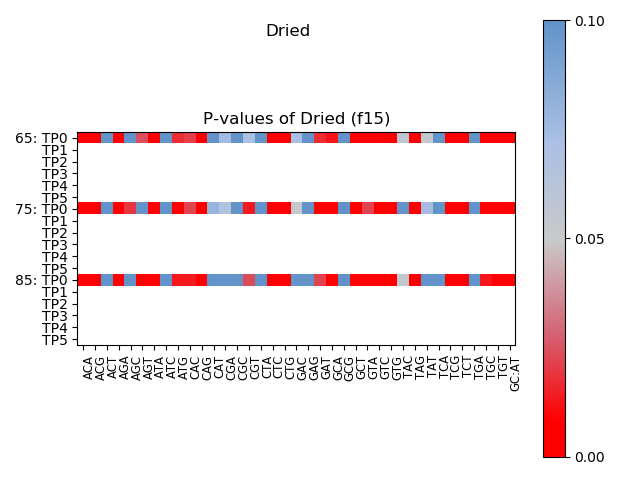 Dried
P-values of Dried (f15)
65: TP0
TP1
TP2
TP3
TP4
TP5
75: TP0
TP1
TP2
TP3
TP4
TP5
85: TP0
TP1
TP2
TP3
TP4
TP5
ACA
ACG
ACT
AGA
AGC
AGT
ATA
ATC
ATG
CAC
CAG
CAT
CGA
CGC
CGT
CTA
CTC
CTG
GAC
GAG
GAT
GCA
GCG
GCT
GTA
GTC
GTG
TAC
TAG
TAT
TCA
TCG
TCT
TGA
TGC
TGT
GC:AT
0.10
0.05
0.00